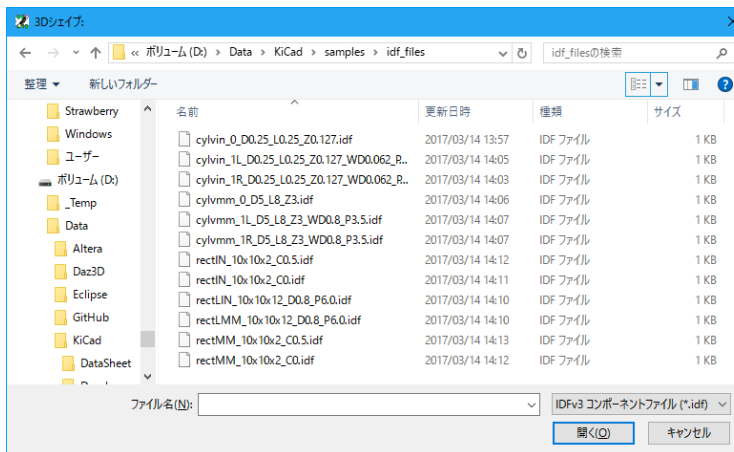 3Dシェイプ:
« ボリューム (D:) > Data > KiCad > samples > idf_files
idf_filesの検索
整理
新しいフォルダー
名前 更新日時 種類 サイズ
Strawberry
Windows
ユーザー
ボリューム (D:)
_Temp
Data
Altera
Daz3D
Eclipse
GitHub
KiCad
DataSheet
cylvin_0_D0.25_L0.25_Z0.127.idf 2017/03/14 13:57 IDF ファイル 1 KB
cylvin_1L_D0.25_L0.25_Z0.127_WD0.062_P... 2017/03/14 14:05 IDF ファイル 1 KB
cylvin_1R_D0.25_L0.25_Z0.127_WD0.062_P... 2017/03/14 14:03 IDF ファイル 1 KB
cylvmm_0_D5_L8_Z3.idf 2017/03/14 14:06 IDF ファイル 1 KB
cylvmm_1L_D5_L8_Z3_WD0.8_P3.5.idf 2017/03/14 14:07 IDF ファイル 1 KB
cylvmm_1R_D5_L8_Z3_WD0.8_P3.5.idf 2017/03/14 14:07 IDF ファイル 1 KB
rectIN_10x10x2_C0.5.idf 2017/03/14 14:12 IDF ファイル 1 KB
rectIN_10x10x2_C0.idf 2017/03/14 14:11 IDF ファイル 1 KB
rectLIN_10x10x12_D0.8_P6.0.idf 2017/03/14 14:10 IDF ファイル 1 KB
rectLMM_10x10x12_D0.8_P6.0.idf 2017/03/14 14:10 IDF ファイル 1 KB
rectMM_10x10x2_C0.5.idf 2017/03/14 14:13 IDF ファイル 1 KB
rectMM_10x10x2_C0.idf 2017/03/14 14:12 IDF ファイル 1 KB
ファイル名(N):
IDFv3 コンポーネントファイル (*.idf)
開く(O) キャンセル